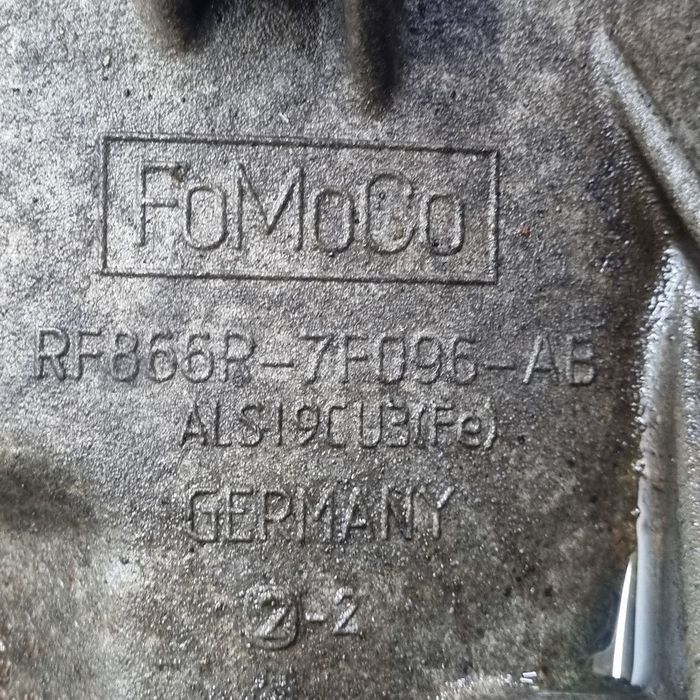 FoMoCo
RF866R-7F096-AB
ALSI9CU3(Fe)
GERMANY
2-2